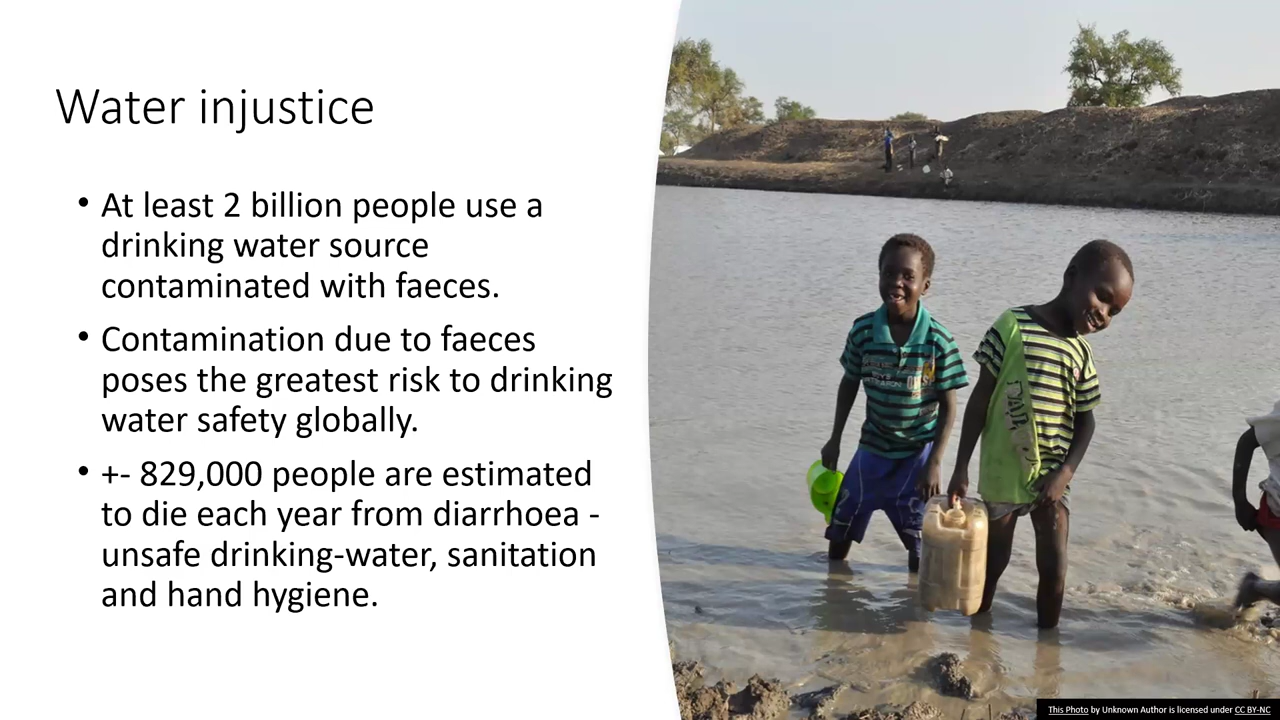 Water injustice
• At least 2 billion people use a
drinking water source
contaminated with faeces.
• Contamination due to faeces
poses the greatest risk to drinking
water safety globally.
• +- 829,000 people are estimated
to die each year from diarrhoea -
unsafe drinking-water, sanitation
and hand hygiene.
This Photo by Unknown Author is licensed under CC BY-NC